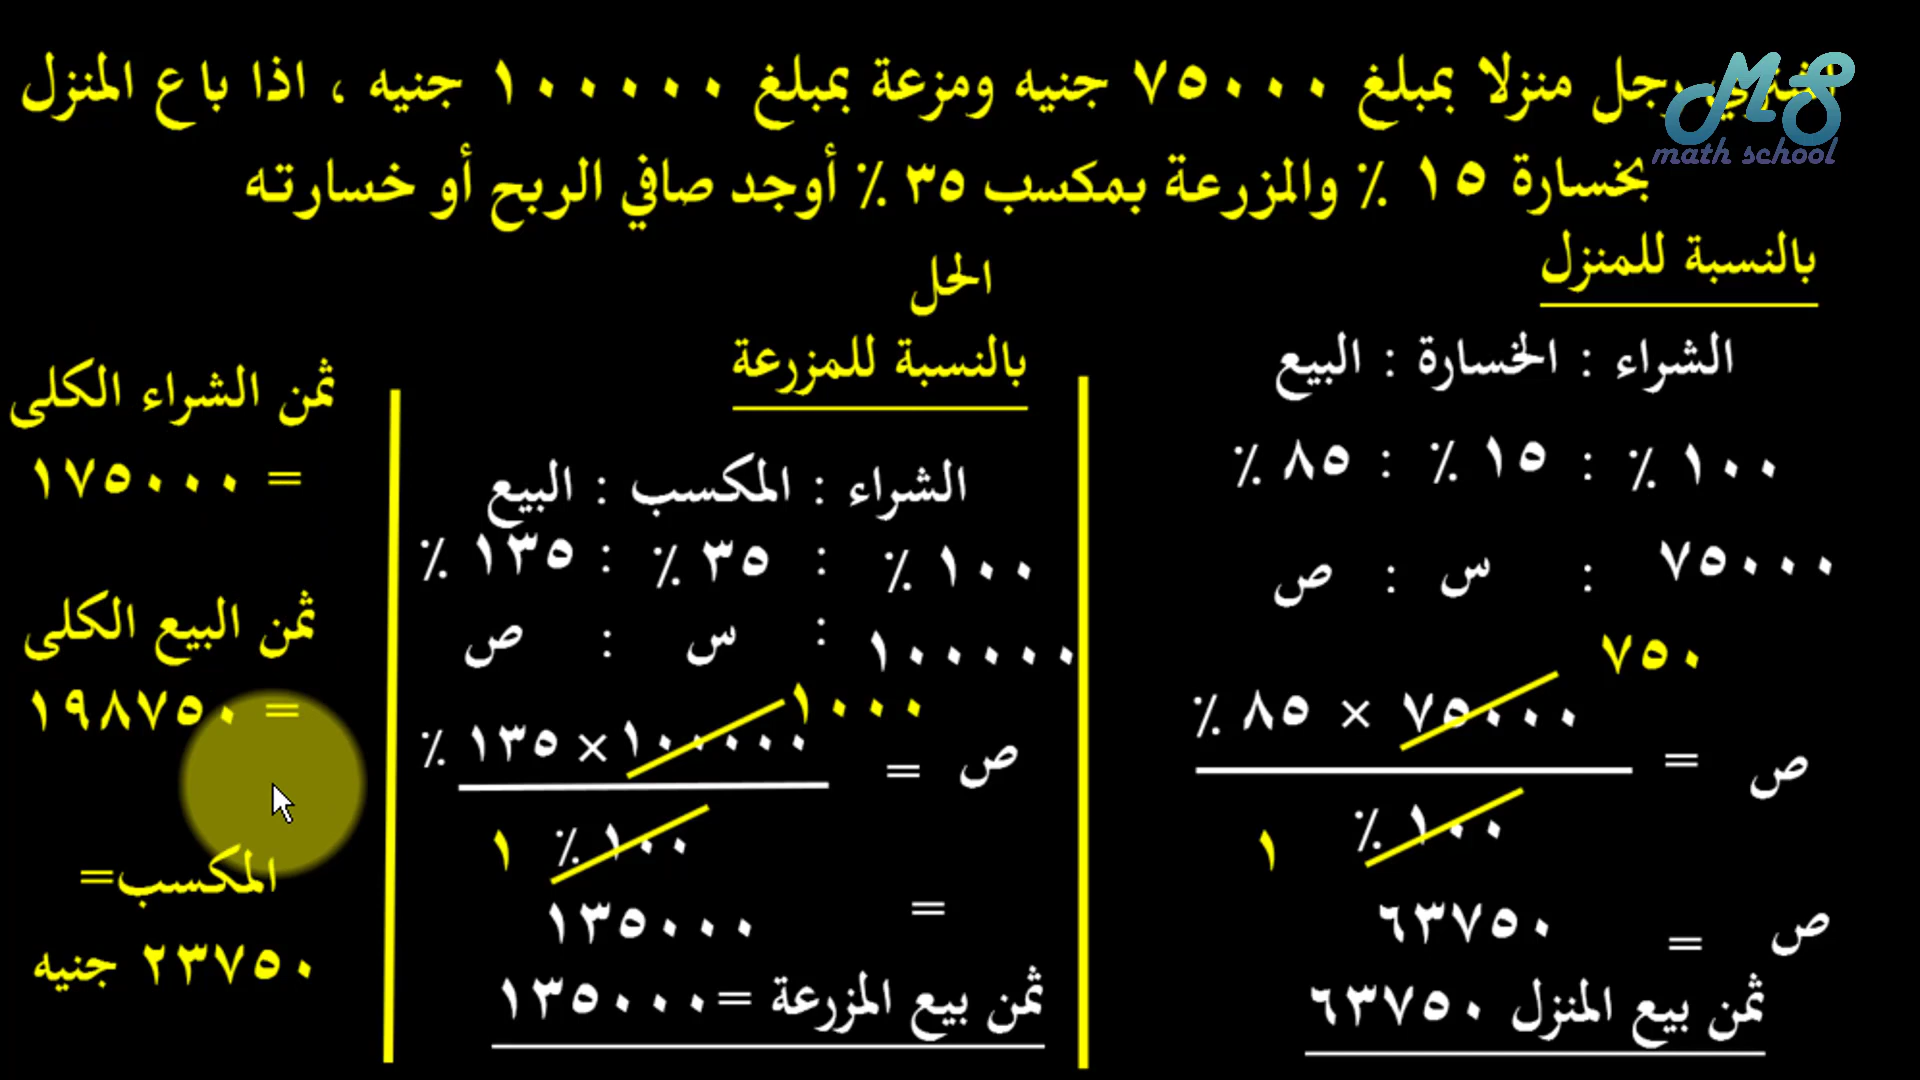 اشترى رجل منزلا بمبلغ ٧٥٠٠٠ جنيه ومزعة بمبلغ ١٠٠٠٠٠ جنيه ، اذا باع المنزل
بخسارة ١٥ ٪ والمزرعة بمكسب ٣٥ ٪ أوجد صافي الربح أو خسارته
MS
math school
الحل
بالنسبة للمنزل
الشراء : الخسارة : البيع
١٠٠ ٪ : ١٥ ٪ : ٨٥ ٪
٧٥٠٠٠ : س : ص
٧٥٠
ص = ٧٥٠٠٠ × ٨٥ ٪
١٠٠ ٪ ١
ص = ٦٣٧٥٠
ثمن بيع المنزل ٦٣٧٥٠
بالنسبة للمزرعة
الشراء : المكسب : البيع
١٠٠ ٪ : ٣٥ ٪ : ١٣٥ ٪
١٠٠٠٠٠ : س : ص
١٠٠٠
ص = ١٠٠٠٠٠ × ١٣٥ ٪
١٠٠ ٪ ١
= ١٣٥٠٠٠
ثمن بيع المزرعة =١٣٥٠٠٠
ثمن الشراء الكلى
= ١٧٥٠٠٠
ثمن البيع الكلى
= ١٩٨٧٥٠
المكسب=
٢٣٧٥٠ جنيه